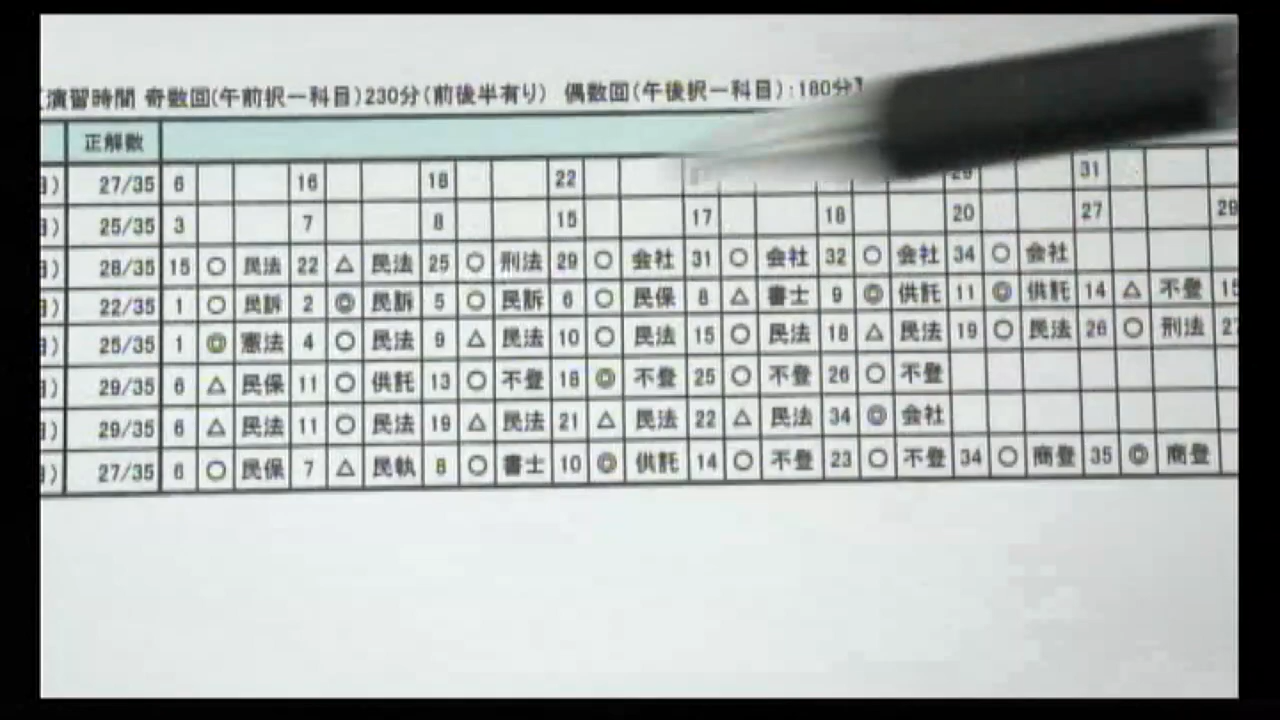 【演習時間 奇数回(午前択一科目)230分(前後半有り) 偶数回(午後択一科目):180分】
正解数
27/35 6 16 18 22 29 31
25/35 3 7 8 15 17 18 20 27 29
目) 28/35 15 ○ 民法 22 △ 民法 25 ○ 刑法 29 ○ 会社 31 ○ 会社 32 ○ 会社 34 ○ 会社
22/35 1 ○ 民訴 2 ◎ 民訴 5 ○ 民訴 6 ○ 民保 8 △ 書士 9 ◎ 供託 11 ◎ 供託 14 △ 不登 15
25/35 1 ◎ 憲法 4 ○ 民法 9 △ 民法 10 ○ 民法 15 ○ 民法 18 △ 民法 19 ○ 民法 26 ○ 刑法 27
29/35 6 △ 民保 11 ○ 供託 13 ○ 不登 18 ◎ 不登 25 ○ 不登 26 ○ 不登
29/35 6 △ 民法 11 ○ 民法 19 △ 民法 21 △ 民法 22 △ 民法 34 ◎ 会社
27/35 6 ○ 民保 7 △ 民執 8 ○ 書士 10 ◎ 供託 14 ○ 不登 23 ○ 不登 34 ○ 商登 35 ◎ 商登